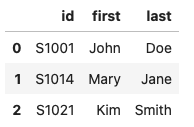 id first last
0 S1001 John Doe
1 S1014 Mary Jane
2 S1021 Kim Smith